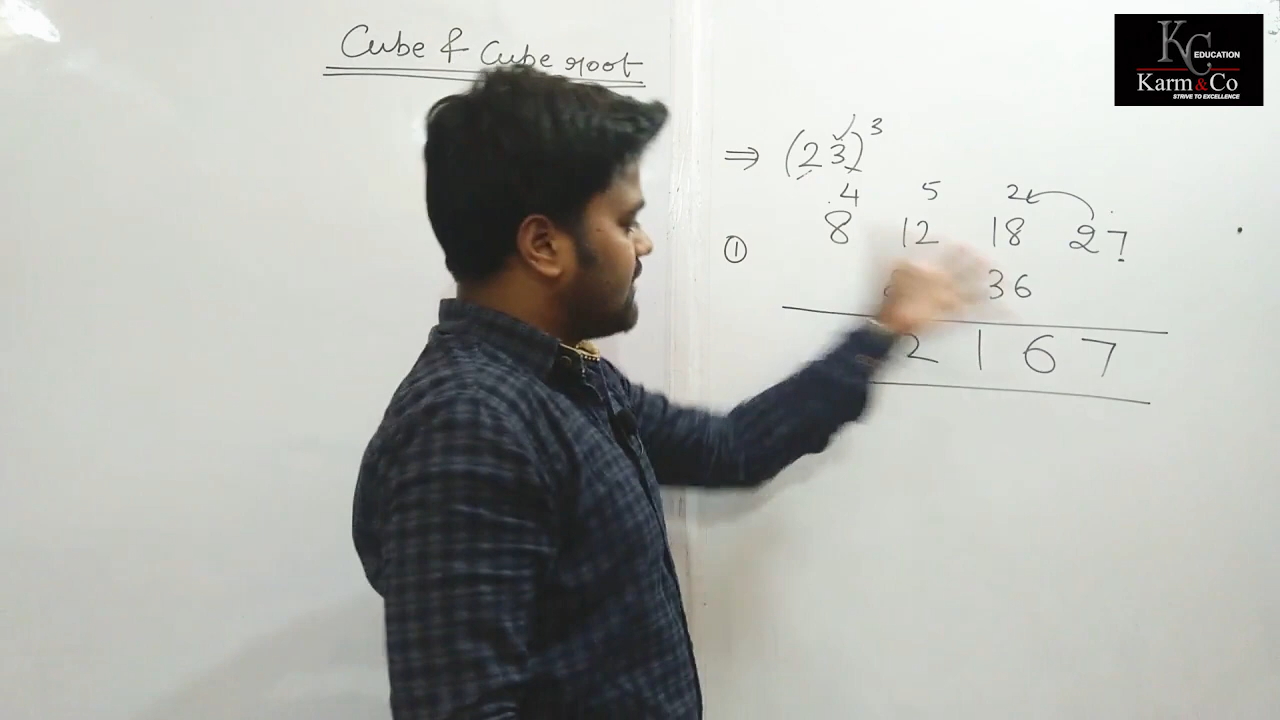 Cube & Cube root
KC EDUCATION
Karm & Co
STRIVE TO EXCELLENCE
⇒ (23)³
4 5 2
① 8 12 18 27
36
2 1 6 7